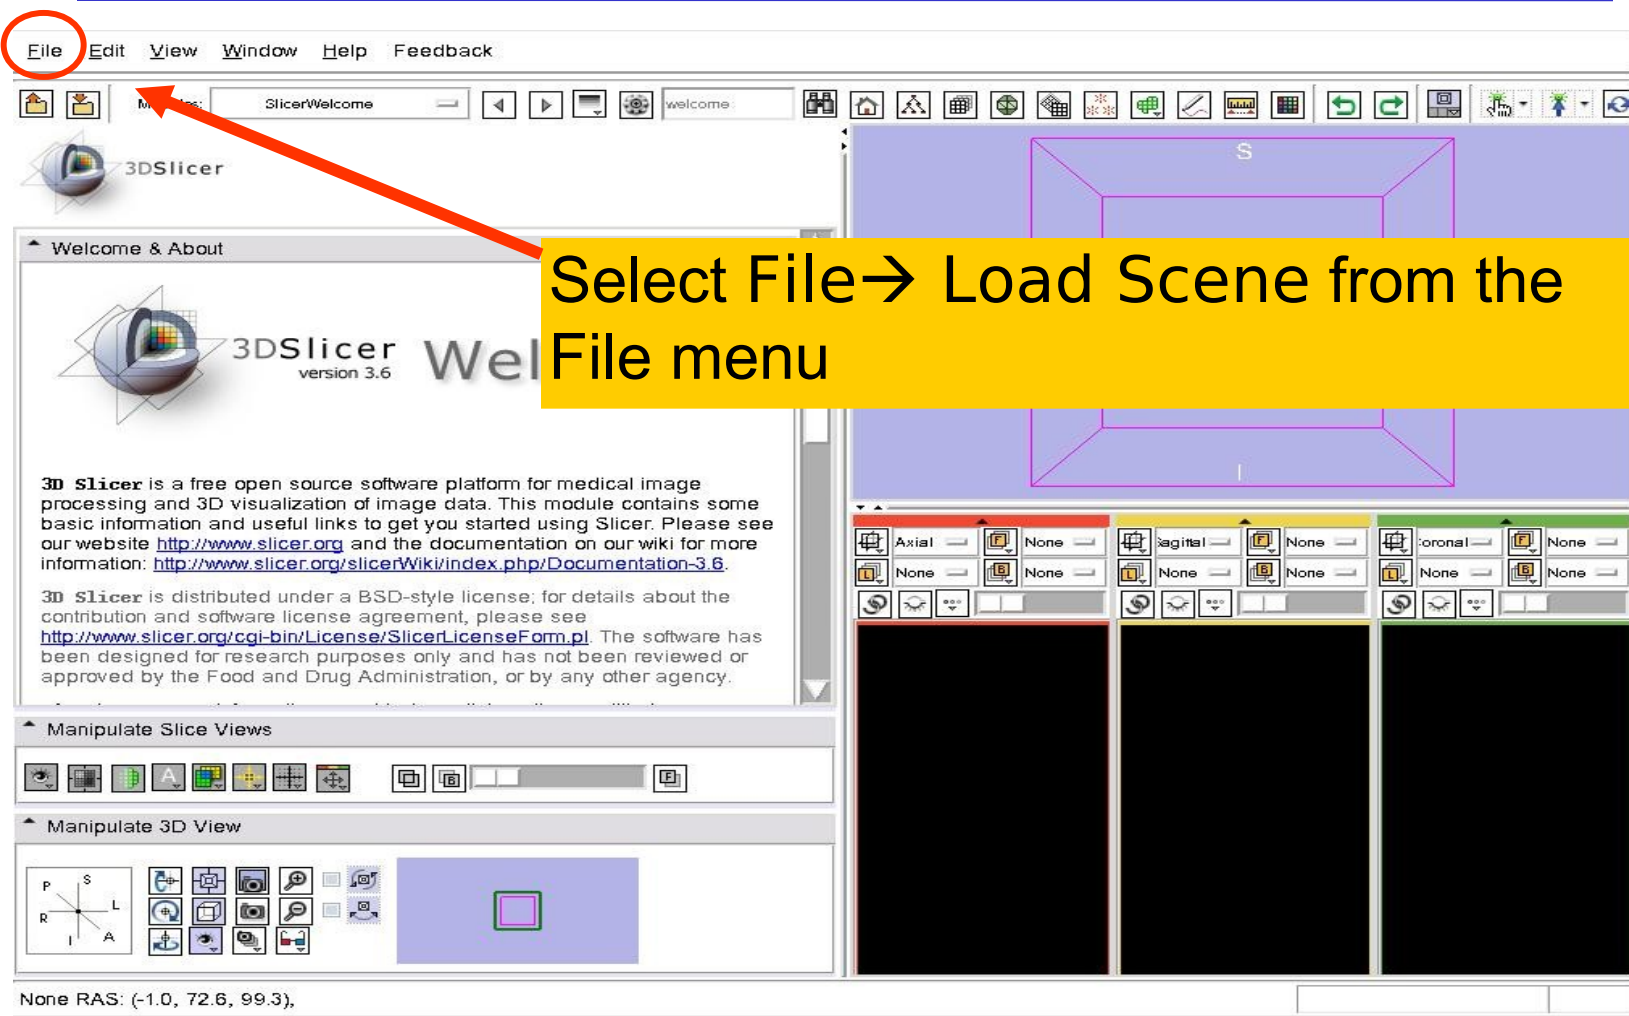 File Edit View Window Help Feedback
SlicerWelcome
welcome
3DSlicer
Welcome & About
Select File→ Load Scene from the
File menu
3DSlicer
version 3.6
Wel
S
I
3D Slicer is a free open source software platform for medical image
processing and 3D visualization of image data. This module contains some
basic information and useful links to get you started using Slicer. Please see
our website http://www.slicer.org and the documentation on our wiki for more
information: http://www.slicer.org/slicerWiki/index.php/Documentation-3.6.
3D Slicer is distributed under a BSD-style license; for details about the
contribution and software license agreement, please see
http://www.slicer.org/cgi-bin/License/SlicerLicenseForm.pl. The software has
been designed for research purposes only and has not been reviewed or
approved by the Food and Drug Administration, or by any other agency.
Axial F None
L None B None
agittal F None
L None B None
oronal F None
L None B None
Manipulate Slice Views
A B F
Manipulate 3D View
P S
R L
I A
None RAS: (-1.0, 72.6, 99.3),